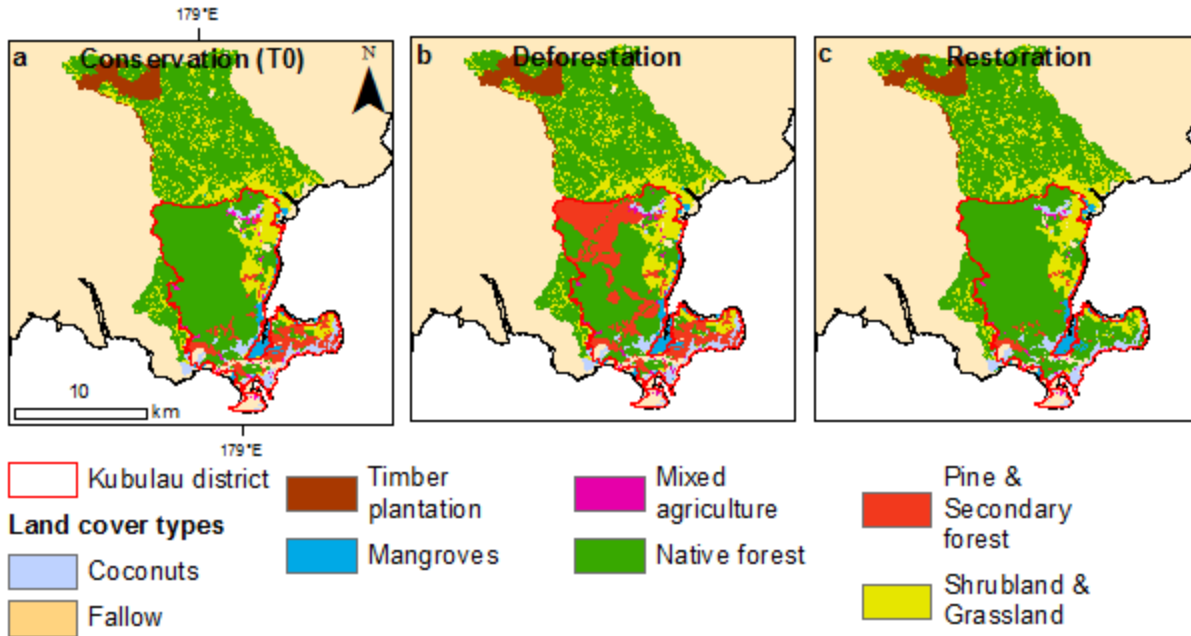 179°E
a Conservation (T0)
N
b Deforestation
c Restoration
10
km
179°E
Kubulau district
Land cover types
Coconuts
Fallow
Timber
plantation
Mangroves
Mixed
agriculture
Native forest
Pine &
Secondary
forest
Shrubland &
Grassland